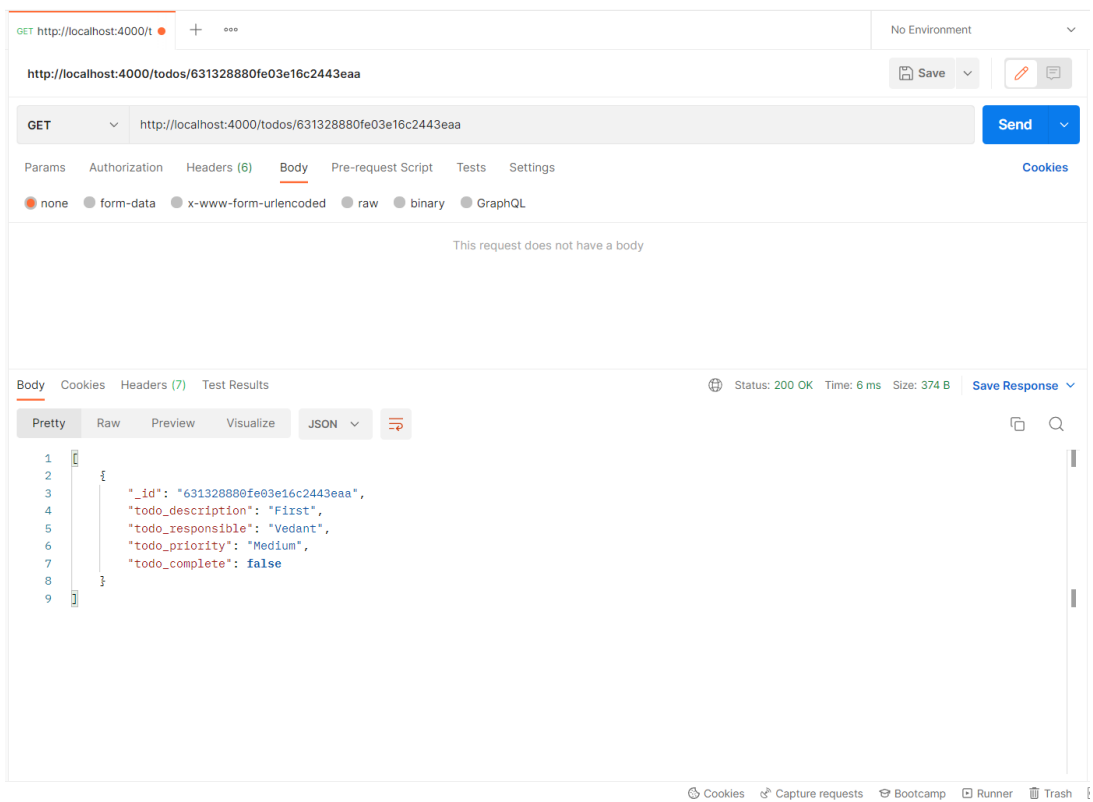 GET http://localhost:4000/t
No Environment
http://localhost:4000/todos/631328880fe03e16c2443eaa
Save
GET http://localhost:4000/todos/631328880fe03e16c2443eaa Send
Params Authorization Headers (6) Body Pre-request Script Tests Settings Cookies
none form-data x-www-form-urlencoded raw binary GraphQL
This request does not have a body
Body Cookies Headers (7) Test Results Status: 200 OK Time: 6 ms Size: 374 B Save Response
Pretty Raw Preview Visualize JSON
1 [
2 {
3 "_id": "631328880fe03e16c2443eaa",
4 "todo_description": "First",
5 "todo_responsible": "Vedant",
6 "todo_priority": "Medium",
7 "todo_complete": false
8 }
9 ]
Cookies Capture requests Bootcamp Runner Trash